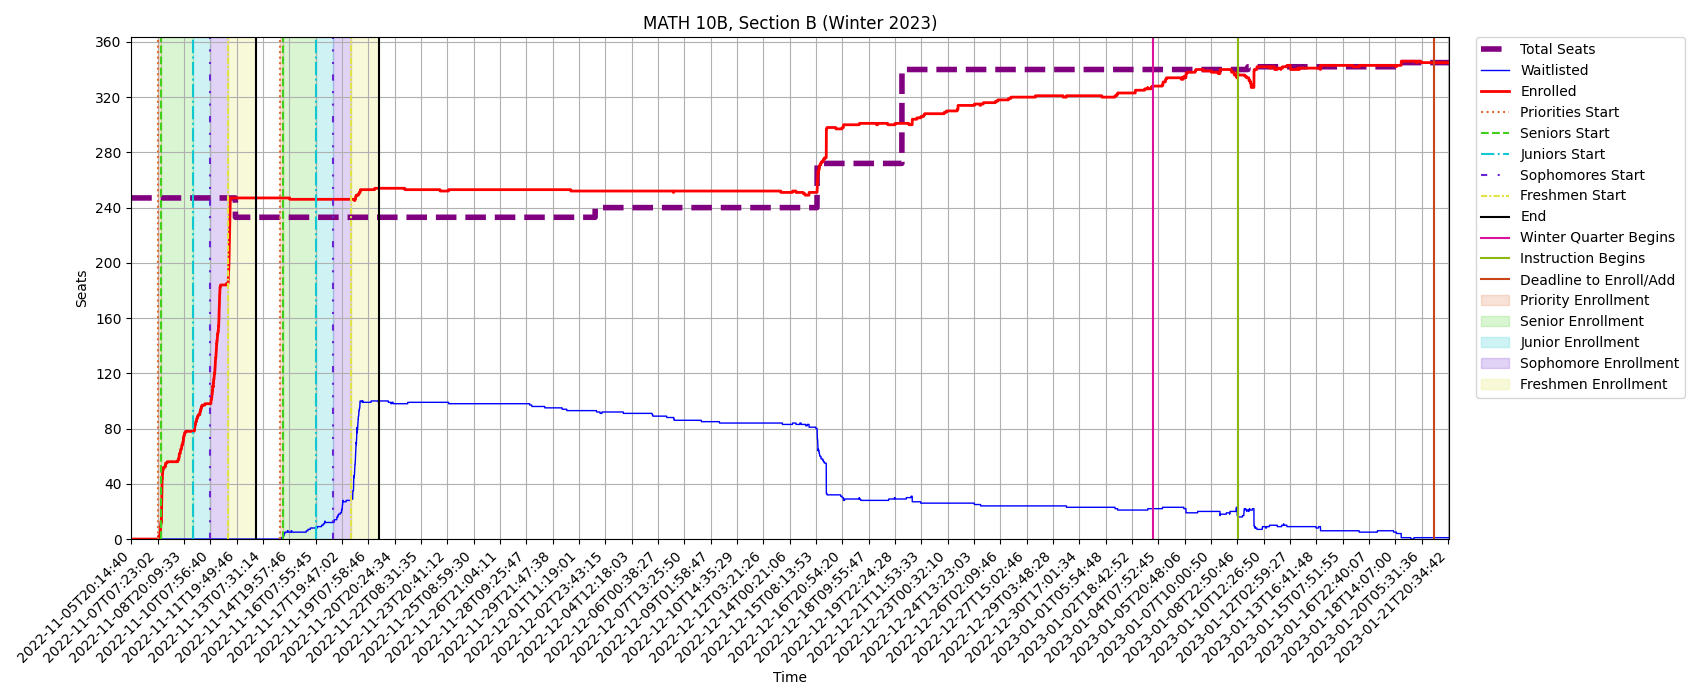 MATH 10B, Section B (Winter 2023)
360
320
280
240
200
160
120
80
40
0
Seats
2022-11-05T20:14:40
2022-11-07T07:23:02
2022-11-08T20:09:33
2022-11-10T07:56:40
2022-11-11T19:49:46
2022-11-13T07:31:14
2022-11-14T19:57:46
2022-11-16T07:55:45
2022-11-17T19:47:02
2022-11-19T07:58:46
2022-11-20T20:24:34
2022-11-22T08:31:35
2022-11-23T20:41:12
2022-11-25T08:59:30
2022-11-26T21:04:11
2022-11-28T09:25:47
2022-11-29T21:47:38
2022-12-01T11:19:01
2022-12-02T23:43:15
2022-12-04T12:18:03
2022-12-06T00:38:27
2022-12-07T13:25:50
2022-12-09T01:58:47
2022-12-10T14:35:29
2022-12-12T03:21:26
2022-12-14T00:21:06
2022-12-15T08:13:53
2022-12-16T20:54:20
2022-12-18T09:55:47
2022-12-19T22:24:28
2022-12-21T11:53:33
2022-12-23T00:32:10
2022-12-24T13:23:03
2022-12-26T02:09:46
2022-12-27T15:02:46
2022-12-29T03:48:28
2022-12-30T17:01:34
2023-01-01T05:54:48
2023-01-02T18:42:52
2023-01-04T07:52:45
2023-01-05T20:48:06
2023-01-07T10:00:50
2023-01-08T22:50:46
2023-01-10T12:26:50
2023-01-12T02:59:27
2023-01-13T16:41:48
2023-01-15T07:51:55
2023-01-16T22:40:07
2023-01-18T14:07:00
2023-01-20T05:31:36
2023-01-21T20:34:42
Time
Total Seats
Waitlisted
Enrolled
Priorities Start
Seniors Start
Juniors Start
Sophomores Start
Freshmen Start
End
Winter Quarter Begins
Instruction Begins
Deadline to Enroll/Add
Priority Enrollment
Senior Enrollment
Junior Enrollment
Sophomore Enrollment
Freshmen Enrollment